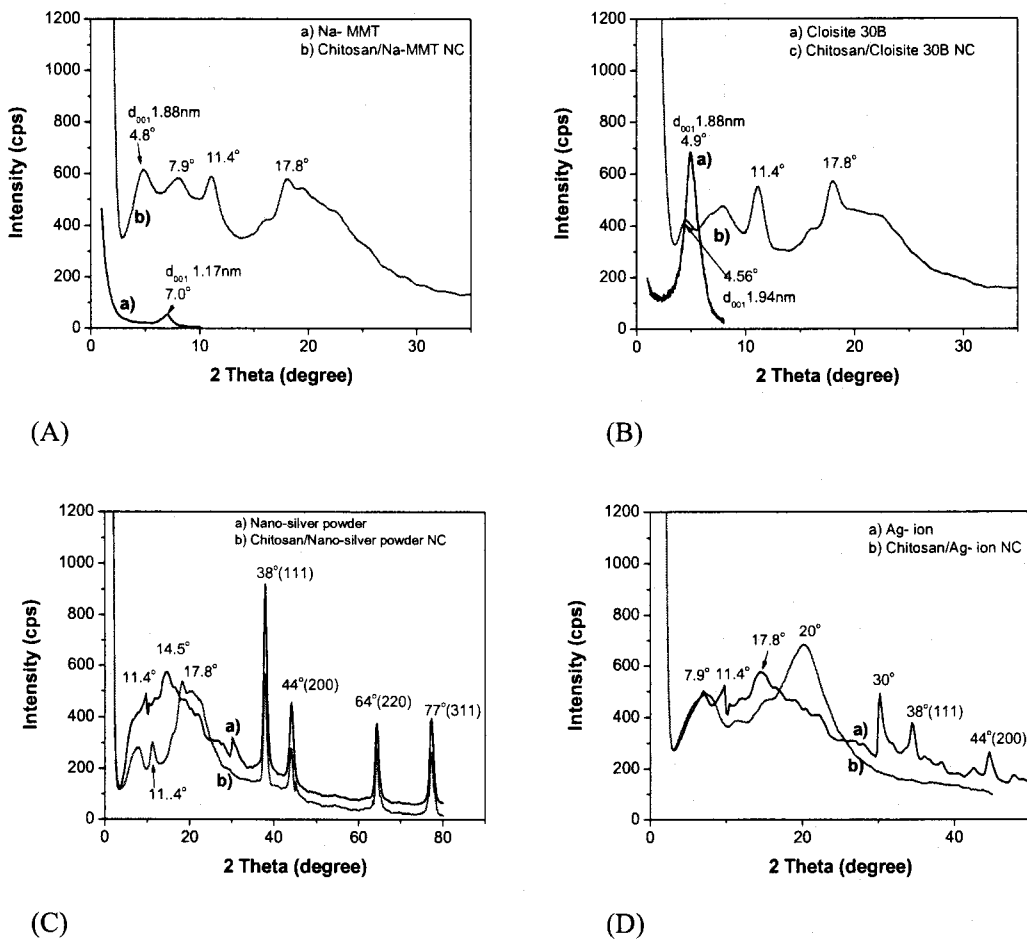 1200
1000
800
600
400
200
0
Intensity (cps)
a) Na- MMT
b) Chitosan/Na-MMT NC
d001 1.88nm
4.8°
7.9°
11.4°
17.8°
b)
a)
d001 1.17nm
7.0°
0
10
20
30
2 Theta (degree)
(A)
1200
1000
800
600
400
200
0
Intensity (cps)
a) Cloisite 30B
c) Chitosan/Cloisite 30B NC
d001 1.88nm
4.9°
a)
11.4°
17.8°
b)
4.56°
d001 1.94nm
0
10
20
30
2 Theta (degree)
(B)
1200
1000
800
600
400
200
0
Intensity (cps)
a) Nano-silver powder
b) Chitosan/Nano-silver powder NC
38°(111)
14.5°
11.4°
17.8°
44°(200)
64°(220)
77°(311)
a)
b)
11..4°
0
20
40
60
80
2 Theta (degree)
(C)
1200
1000
800
600
400
200
0
Intensity (cps)
a) Ag- ion
b) Chitosan/Ag- ion NC
20°
17.8°
7.9°
11.4°
30°
38°(111)
44°(200)
a)
b)
0
20
40
2 Theta (degree)
(D)